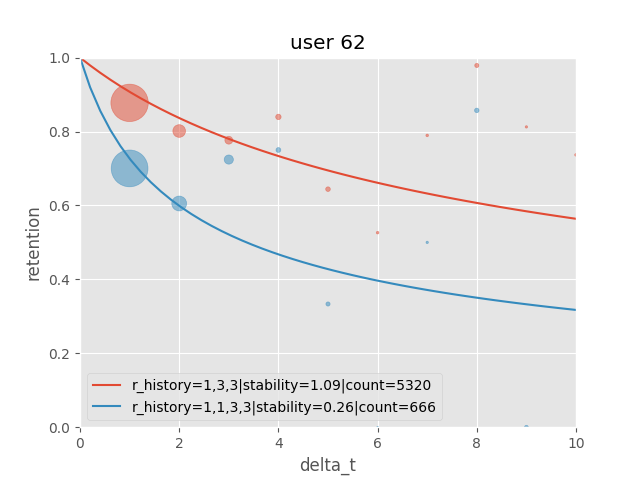 user 62
1.0
0.8
0.6
0.4
0.2
0.0
retention
r_history=1,3,3|stability=1.09|count=5320
r_history=1,1,3,3|stability=0.26|count=666
0 2 4 6 8 10
delta_t